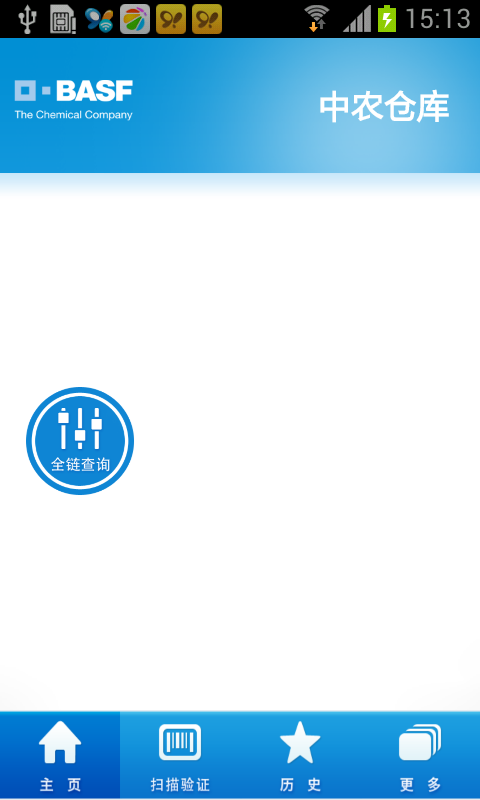 15:13
BASF
The Chemical Company
中农仓库
全链查询
主 页
扫描验证
历 史
更 多